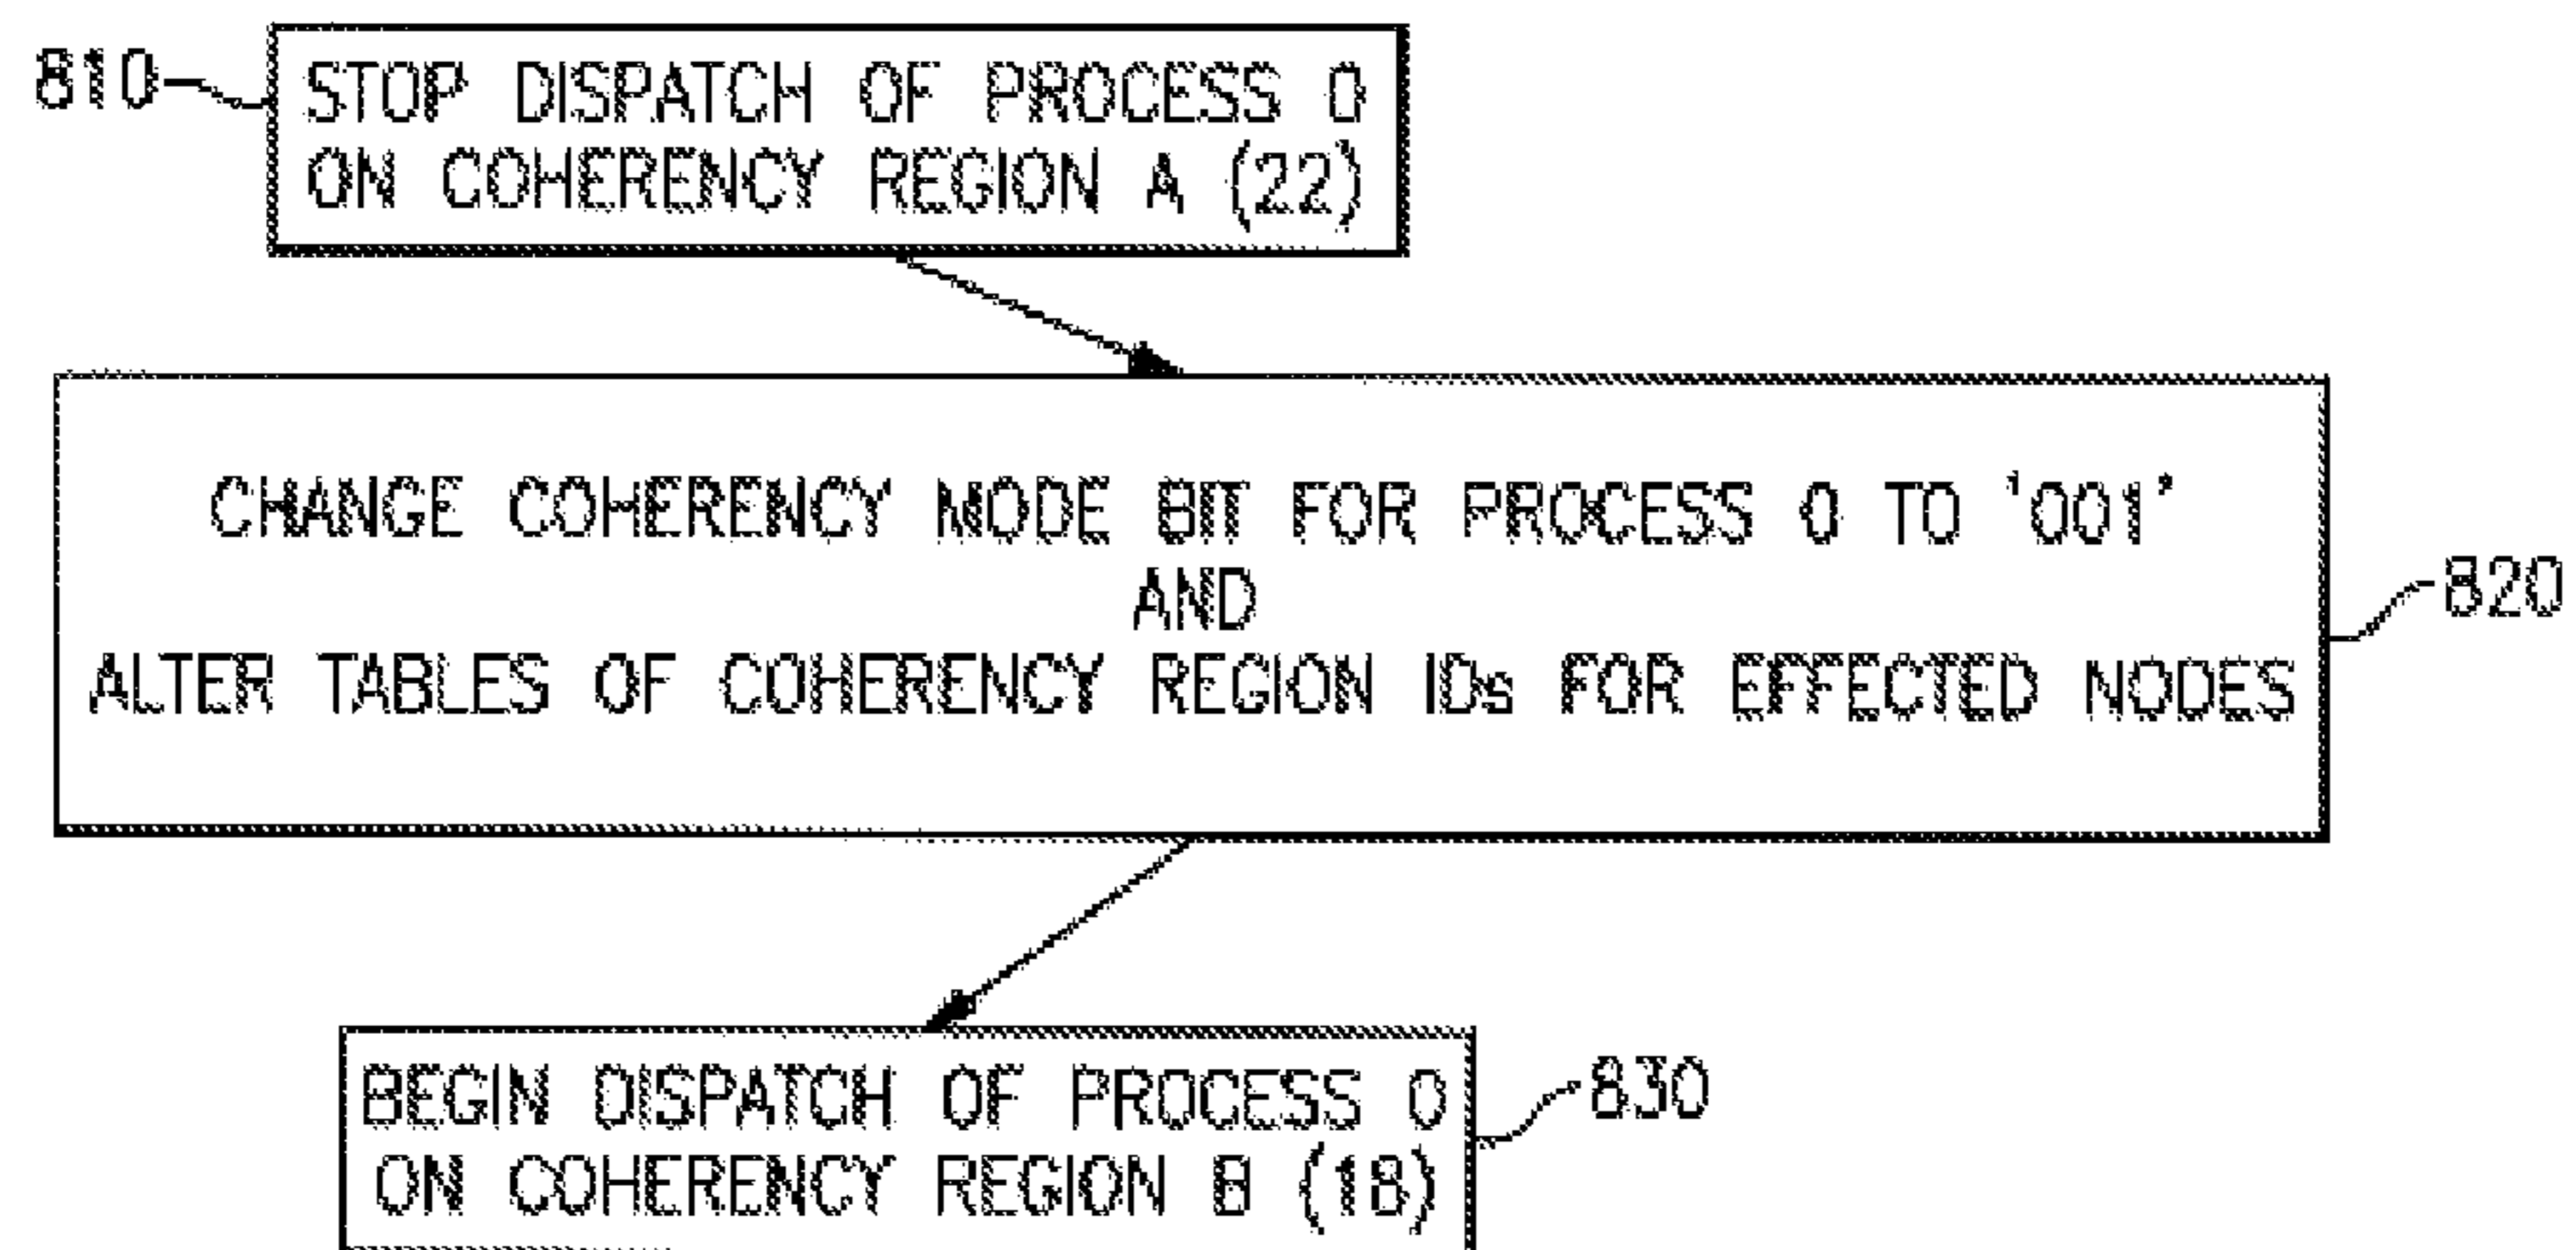 810
STOP DISPATCH OF PROCESS 0
ON COHERENCY REGION A (22)
CHANGE COHERENCY MODE BIT FOR PROCESS 0 TO '001'
AND
ALTER TABLES OF COHERENCY REGION IDs FOR EFFECTED NODES
820
BEGIN DISPATCH OF PROCESS 0
ON COHERENCY REGION B (18)
830